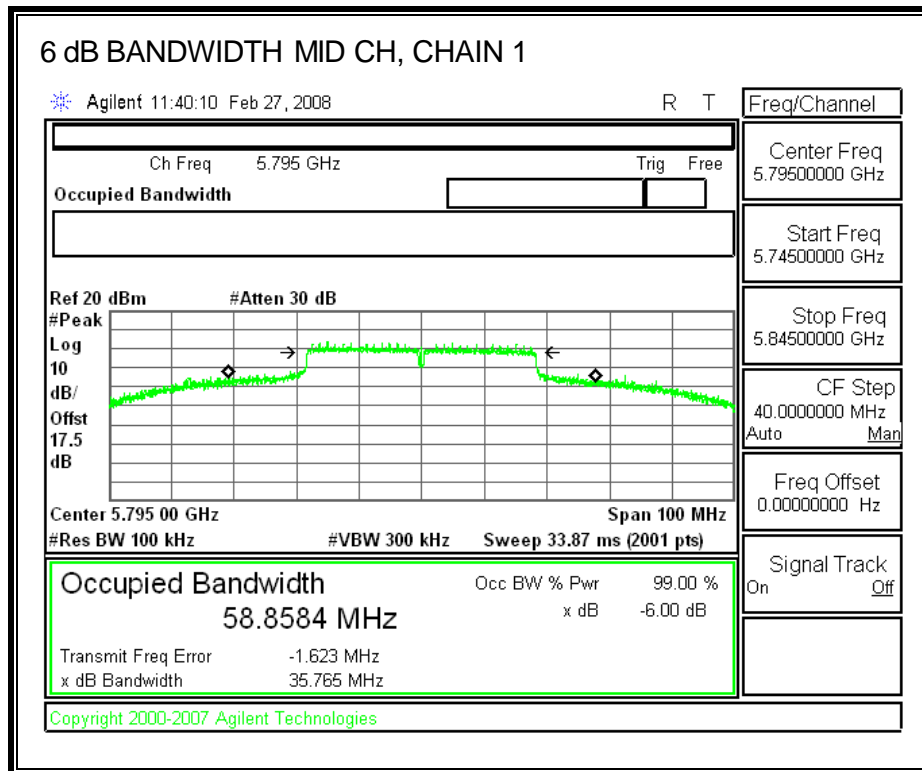 6 dB BANDWIDTH MID CH, CHAIN 1
Agilent 11:40:10 Feb 27, 2008 R T
Ch Freq 5.795 GHz Trig Free
Occupied Bandwidth
Ref 20 dBm #Atten 30 dB
#Peak
Log
10
dB/
Offst
17.5
dB
Center 5.795 00 GHz Span 100 MHz
#Res BW 100 kHz #VBW 300 kHz Sweep 33.87 ms (2001 pts)
Occupied Bandwidth Occ BW % Pwr 99.00 %
58.8584 MHz x dB -6.00 dB
Transmit Freq Error -1.623 MHz
x dB Bandwidth 35.765 MHz
Copyright 2000-2007 Agilent Technologies
Freq/Channel
Center Freq
5.79500000 GHz
Start Freq
5.74500000 GHz
Stop Freq
5.84500000 GHz
CF Step
40.0000000 MHz
Auto Man
Freq Offset
0.00000000 Hz
Signal Track
On Off